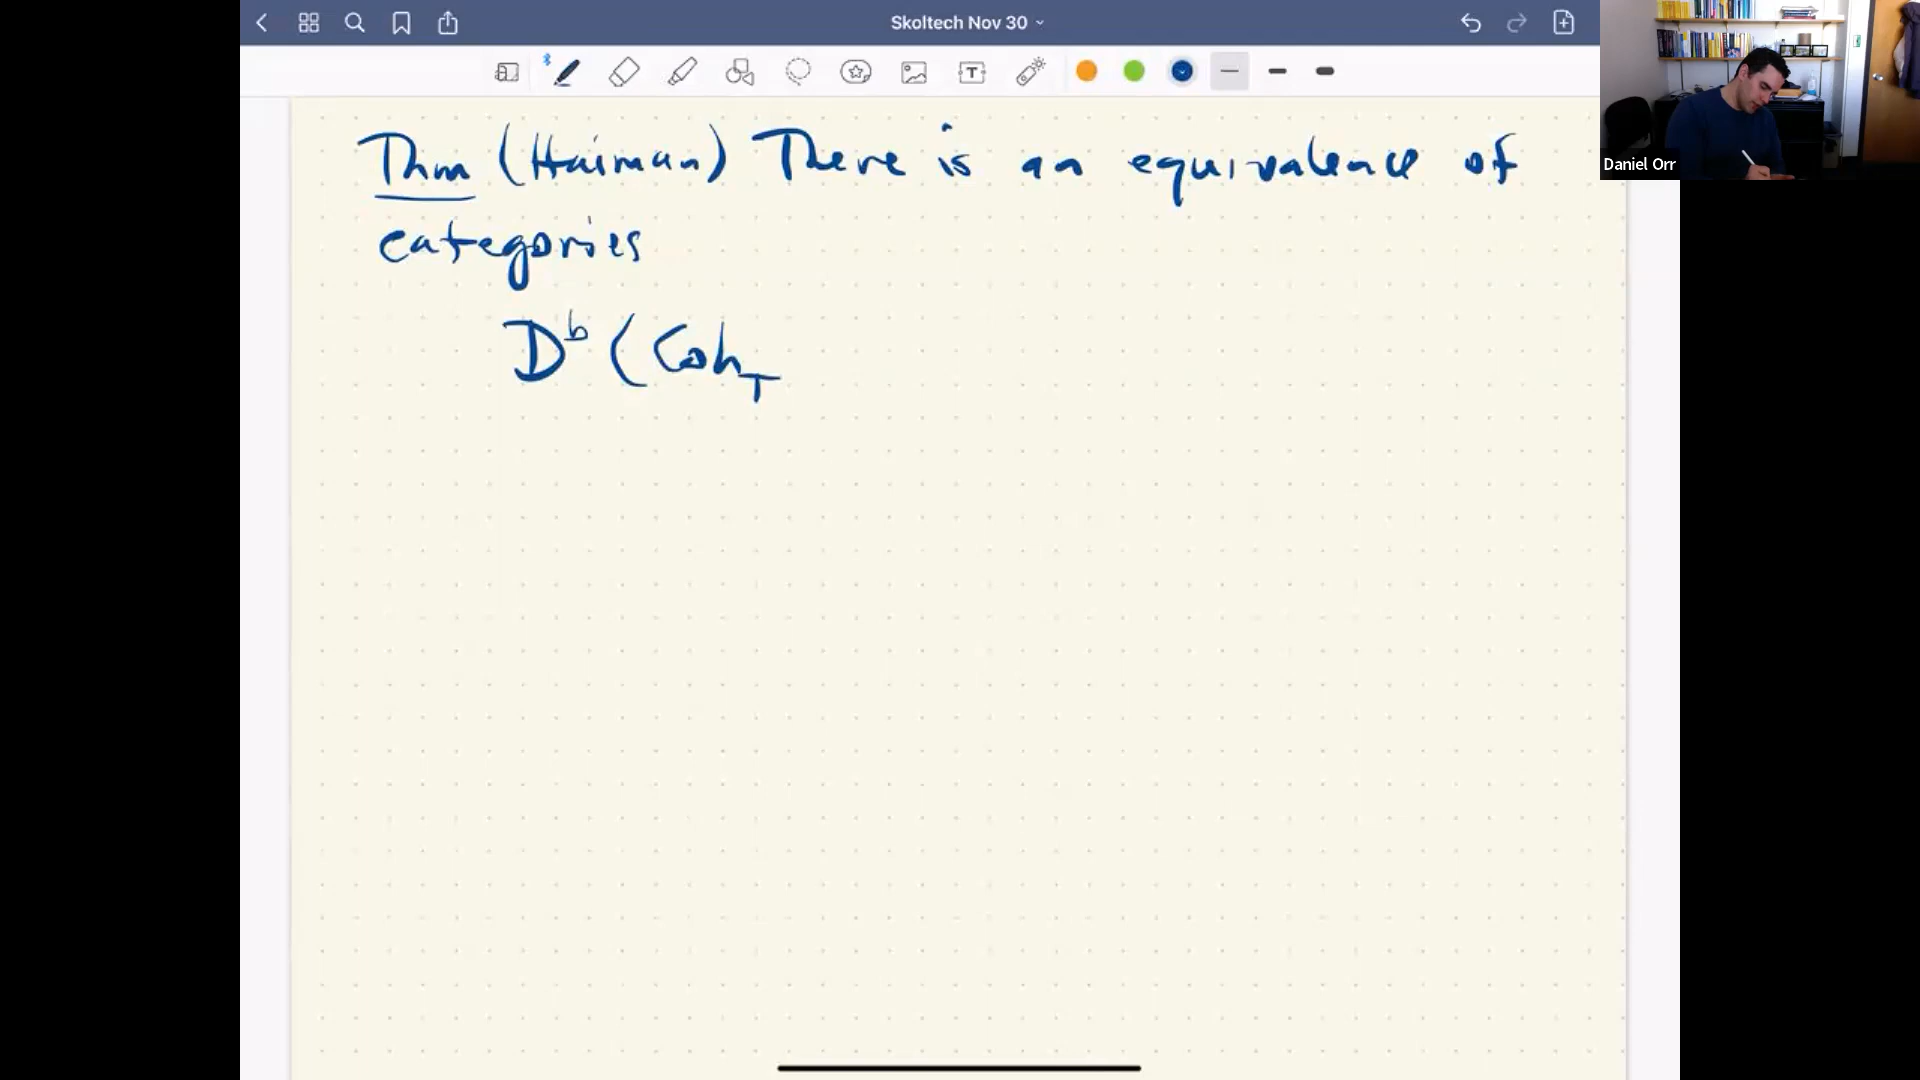 Skoltech Nov 30
Daniel Orr
Thm (Haiman) There is an equivalence of
categories
D^b (Coh_T